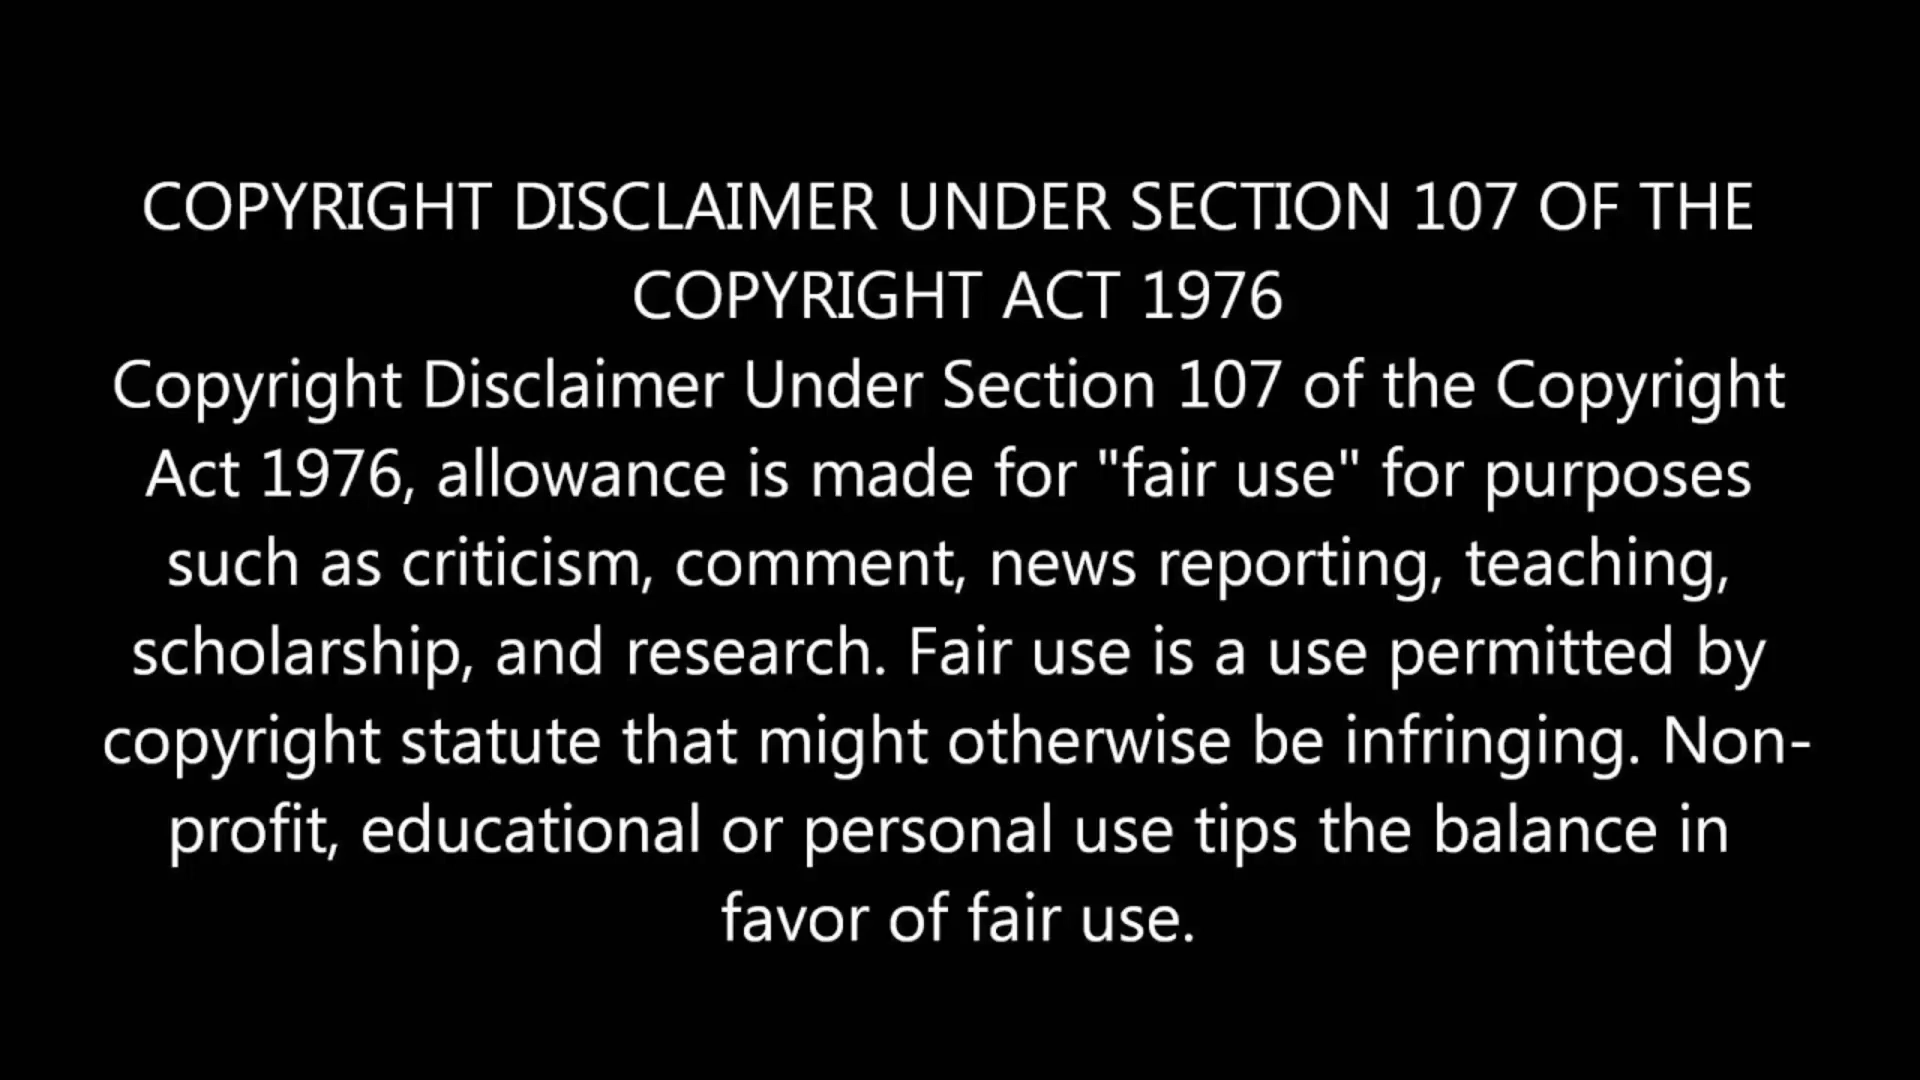 COPYRIGHT DISCLAIMER UNDER SECTION 107 OF THE
COPYRIGHT ACT 1976
Copyright Disclaimer Under Section 107 of the Copyright
Act 1976, allowance is made for "fair use" for purposes
such as criticism, comment, news reporting, teaching,
scholarship, and research. Fair use is a use permitted by
copyright statute that might otherwise be infringing. Non-
profit, educational or personal use tips the balance in
favor of fair use.